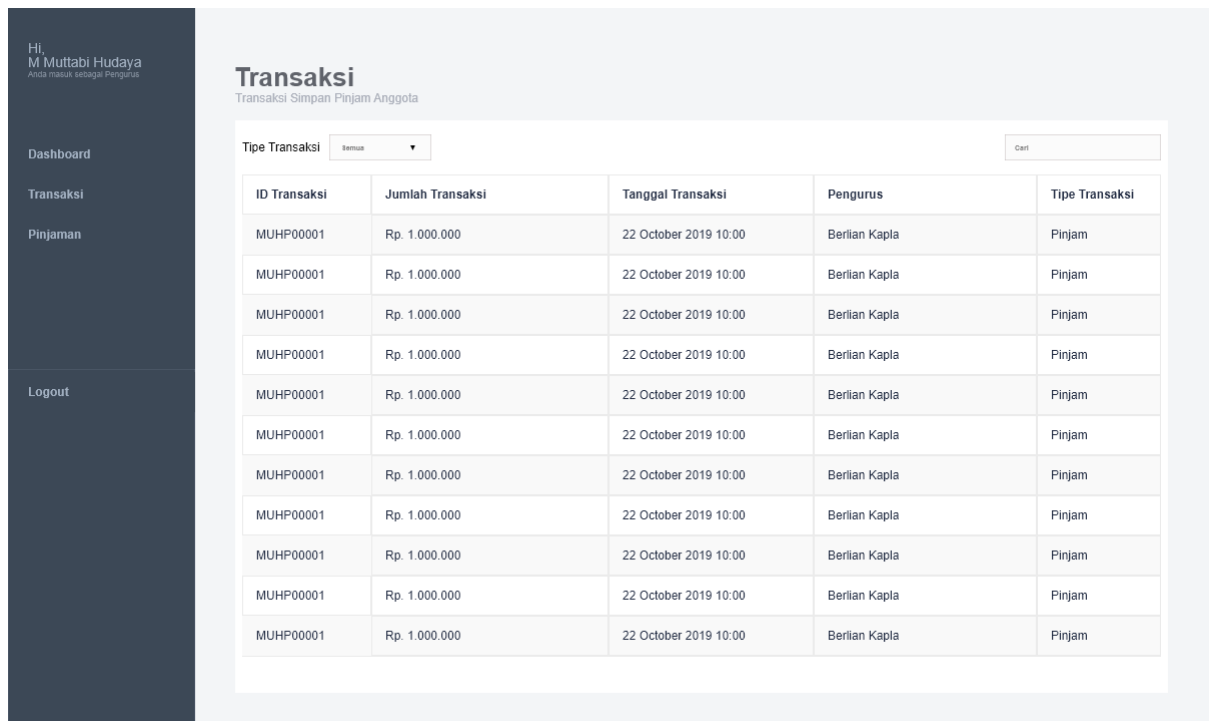 Hi,
M Muttabi Hudaya
Anda masuk sebagai Pengurus
Dashboard
Transaksi
Pinjaman
Logout
Transaksi
Transaksi Simpan Pinjam Anggota
Tipe Transaksi Semua ▼ Cari
ID Transaksi Jumlah Transaksi Tanggal Transaksi Pengurus Tipe Transaksi
MUHP00001 Rp. 1.000.000 22 October 2019 10:00 Berlian Kapla Pinjam
MUHP00001 Rp. 1.000.000 22 October 2019 10:00 Berlian Kapla Pinjam
MUHP00001 Rp. 1.000.000 22 October 2019 10:00 Berlian Kapla Pinjam
MUHP00001 Rp. 1.000.000 22 October 2019 10:00 Berlian Kapla Pinjam
MUHP00001 Rp. 1.000.000 22 October 2019 10:00 Berlian Kapla Pinjam
MUHP00001 Rp. 1.000.000 22 October 2019 10:00 Berlian Kapla Pinjam
MUHP00001 Rp. 1.000.000 22 October 2019 10:00 Berlian Kapla Pinjam
MUHP00001 Rp. 1.000.000 22 October 2019 10:00 Berlian Kapla Pinjam
MUHP00001 Rp. 1.000.000 22 October 2019 10:00 Berlian Kapla Pinjam
MUHP00001 Rp. 1.000.000 22 October 2019 10:00 Berlian Kapla Pinjam
MUHP00001 Rp. 1.000.000 22 October 2019 10:00 Berlian Kapla Pinjam